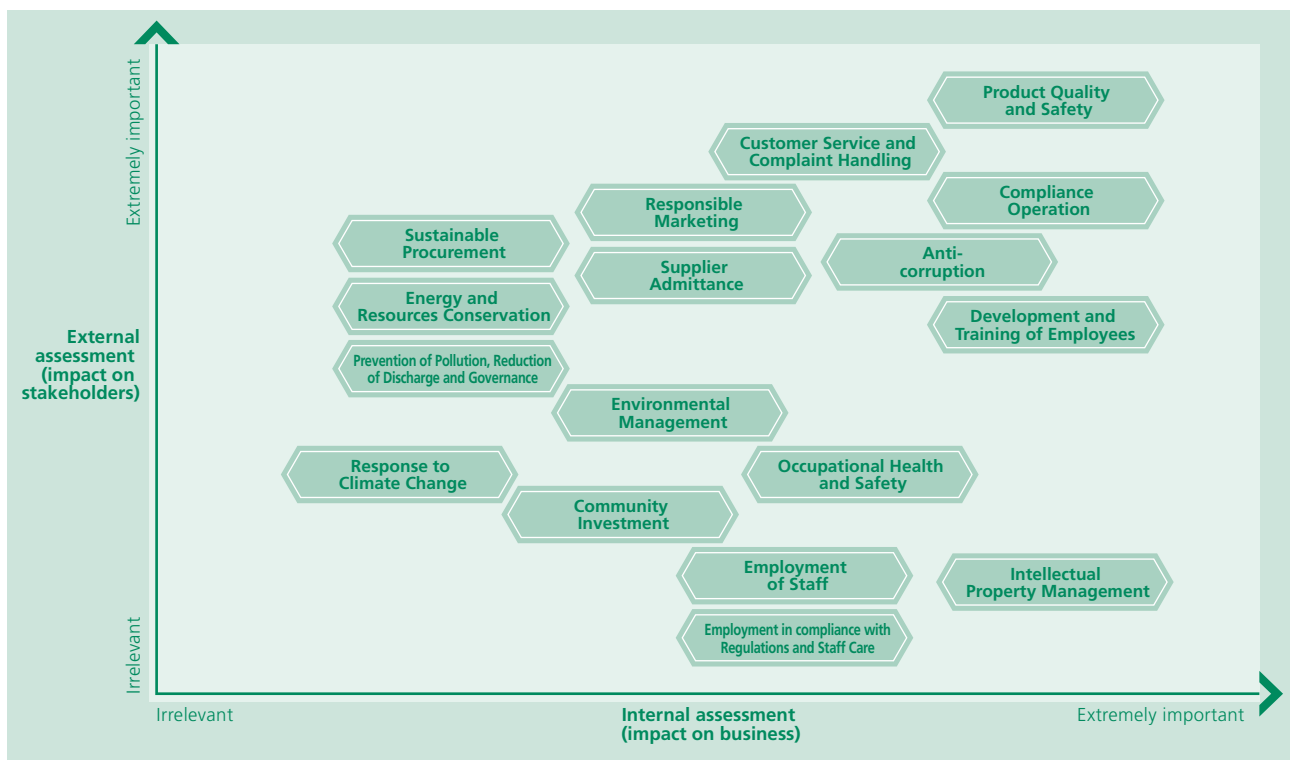 Extremely important
Product Quality
and Safety
Customer Service and
Complaint Handling
Compliance
Operation
Responsible
Marketing
Sustainable
Procurement
Anti-
corruption
Supplier
Admittance
Energy and
Resources Conservation
Development and
Training of Employees
External
assessment
(impact on
stakeholders)
Prevention of Pollution, Reduction
of Discharge and Governance
Environmental
Management
Response to
Climate Change
Occupational Health
and Safety
Community
Investment
Employment
of Staff
Intellectual
Property Management
Employment in compliance with
Regulations and Staff Care
Irrelevant
Irrelevant
Internal assessment
(impact on business)
Extremely important